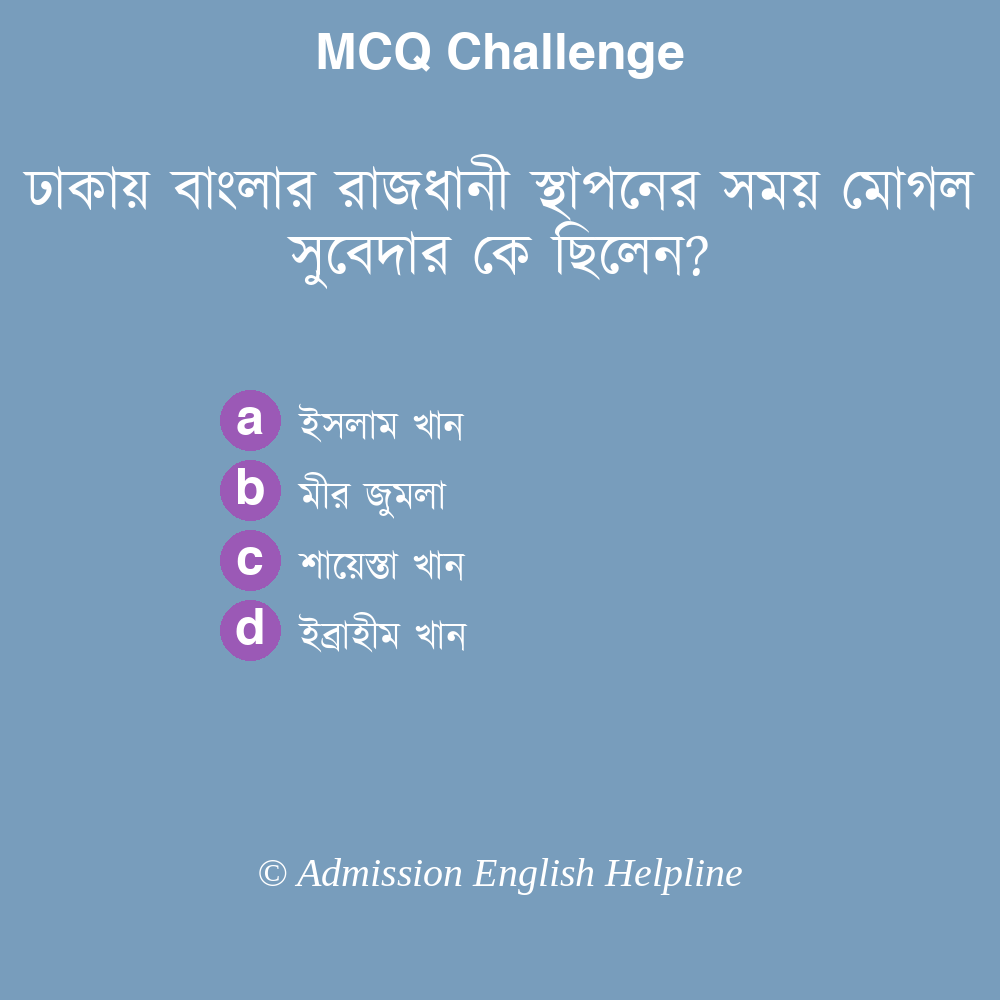 MCQ Challenge
ঢাকায় বাংলার রাজধানী স্থাপনের সময় মোগল
সুবেদার কে ছিলেন?
a ইসলাম খান
b মীর জুমলা
c শায়েস্তা খান
d ইব্রাহীম খান
© Admission English Helpline